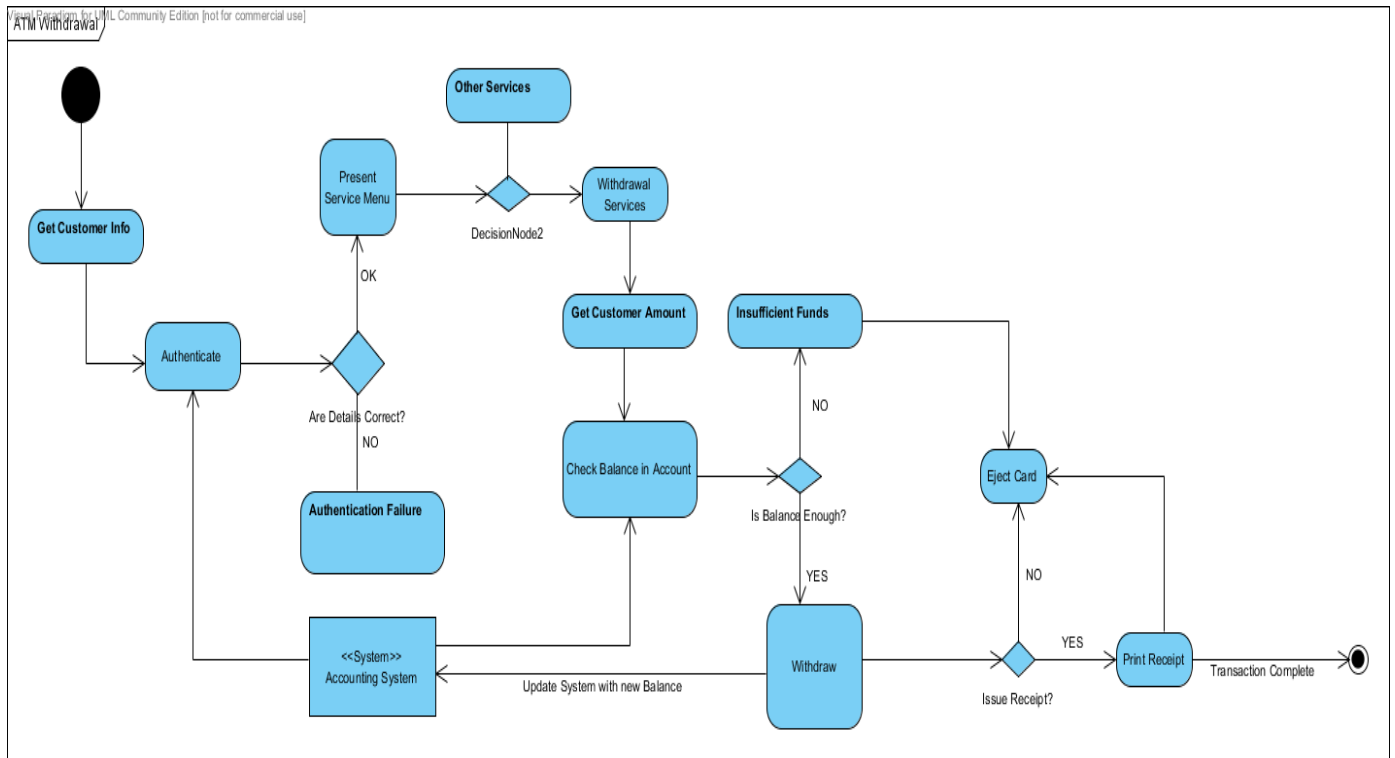 Visual Paradigm for UML Community Edition [not for commercial use]
ATM Withdrawal
Other Services
Present
Service Menu
Withdrawal
Services
Get Customer Info
DecisionNode2
OK
Get Customer Amount
Insufficient Funds
Authenticate
Are Details Correct?
NO
NO
Check Balance in Account
Eject Card
Authentication Failure
Is Balance Enough?
YES
NO
<<System>>
Accounting System
Update System with new Balance
Withdraw
YES
Issue Receipt?
Print Receipt
Transaction Complete